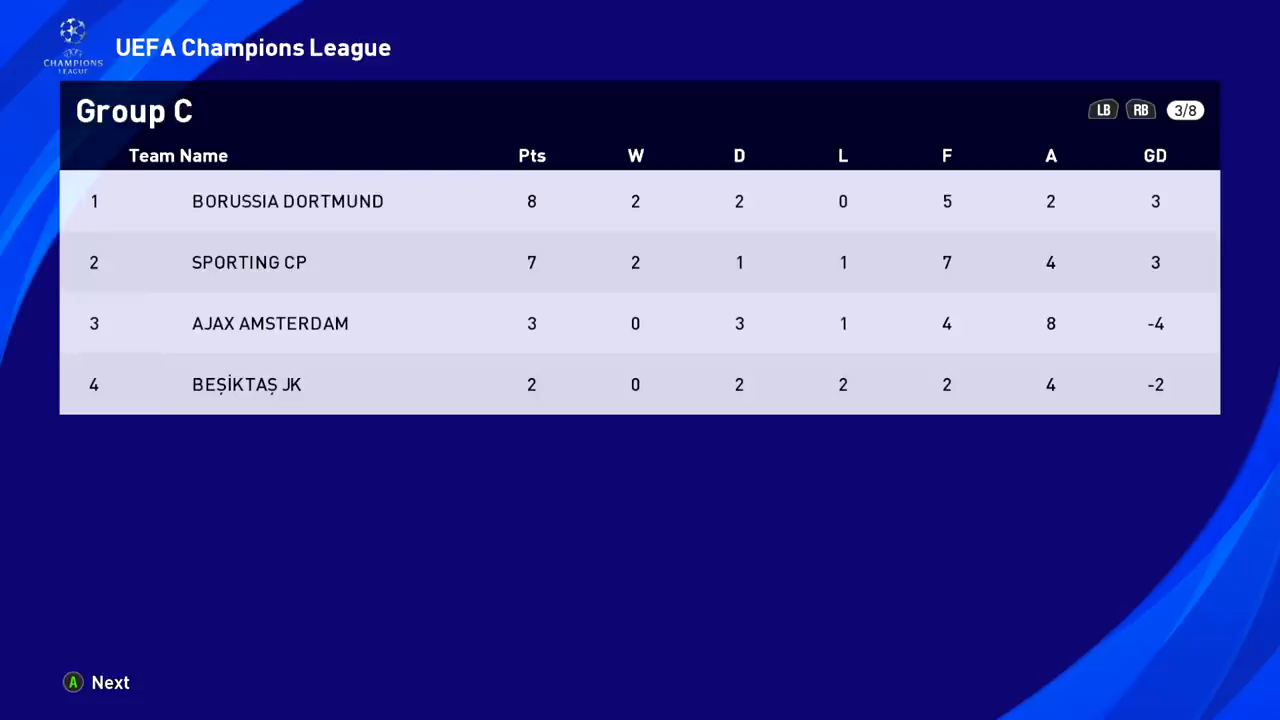 CHAMPIONS
LEAGUE
UEFA Champions League
Group C LB RB 3/8
Team Name Pts W D L F A GD
1 BORUSSIA DORTMUND 8 2 2 0 5 2 3
2 SPORTING CP 7 2 1 1 7 4 3
3 AJAX AMSTERDAM 3 0 3 1 4 8 -4
4 BEŞİKTAŞ JK 2 0 2 2 2 4 -2
A Next